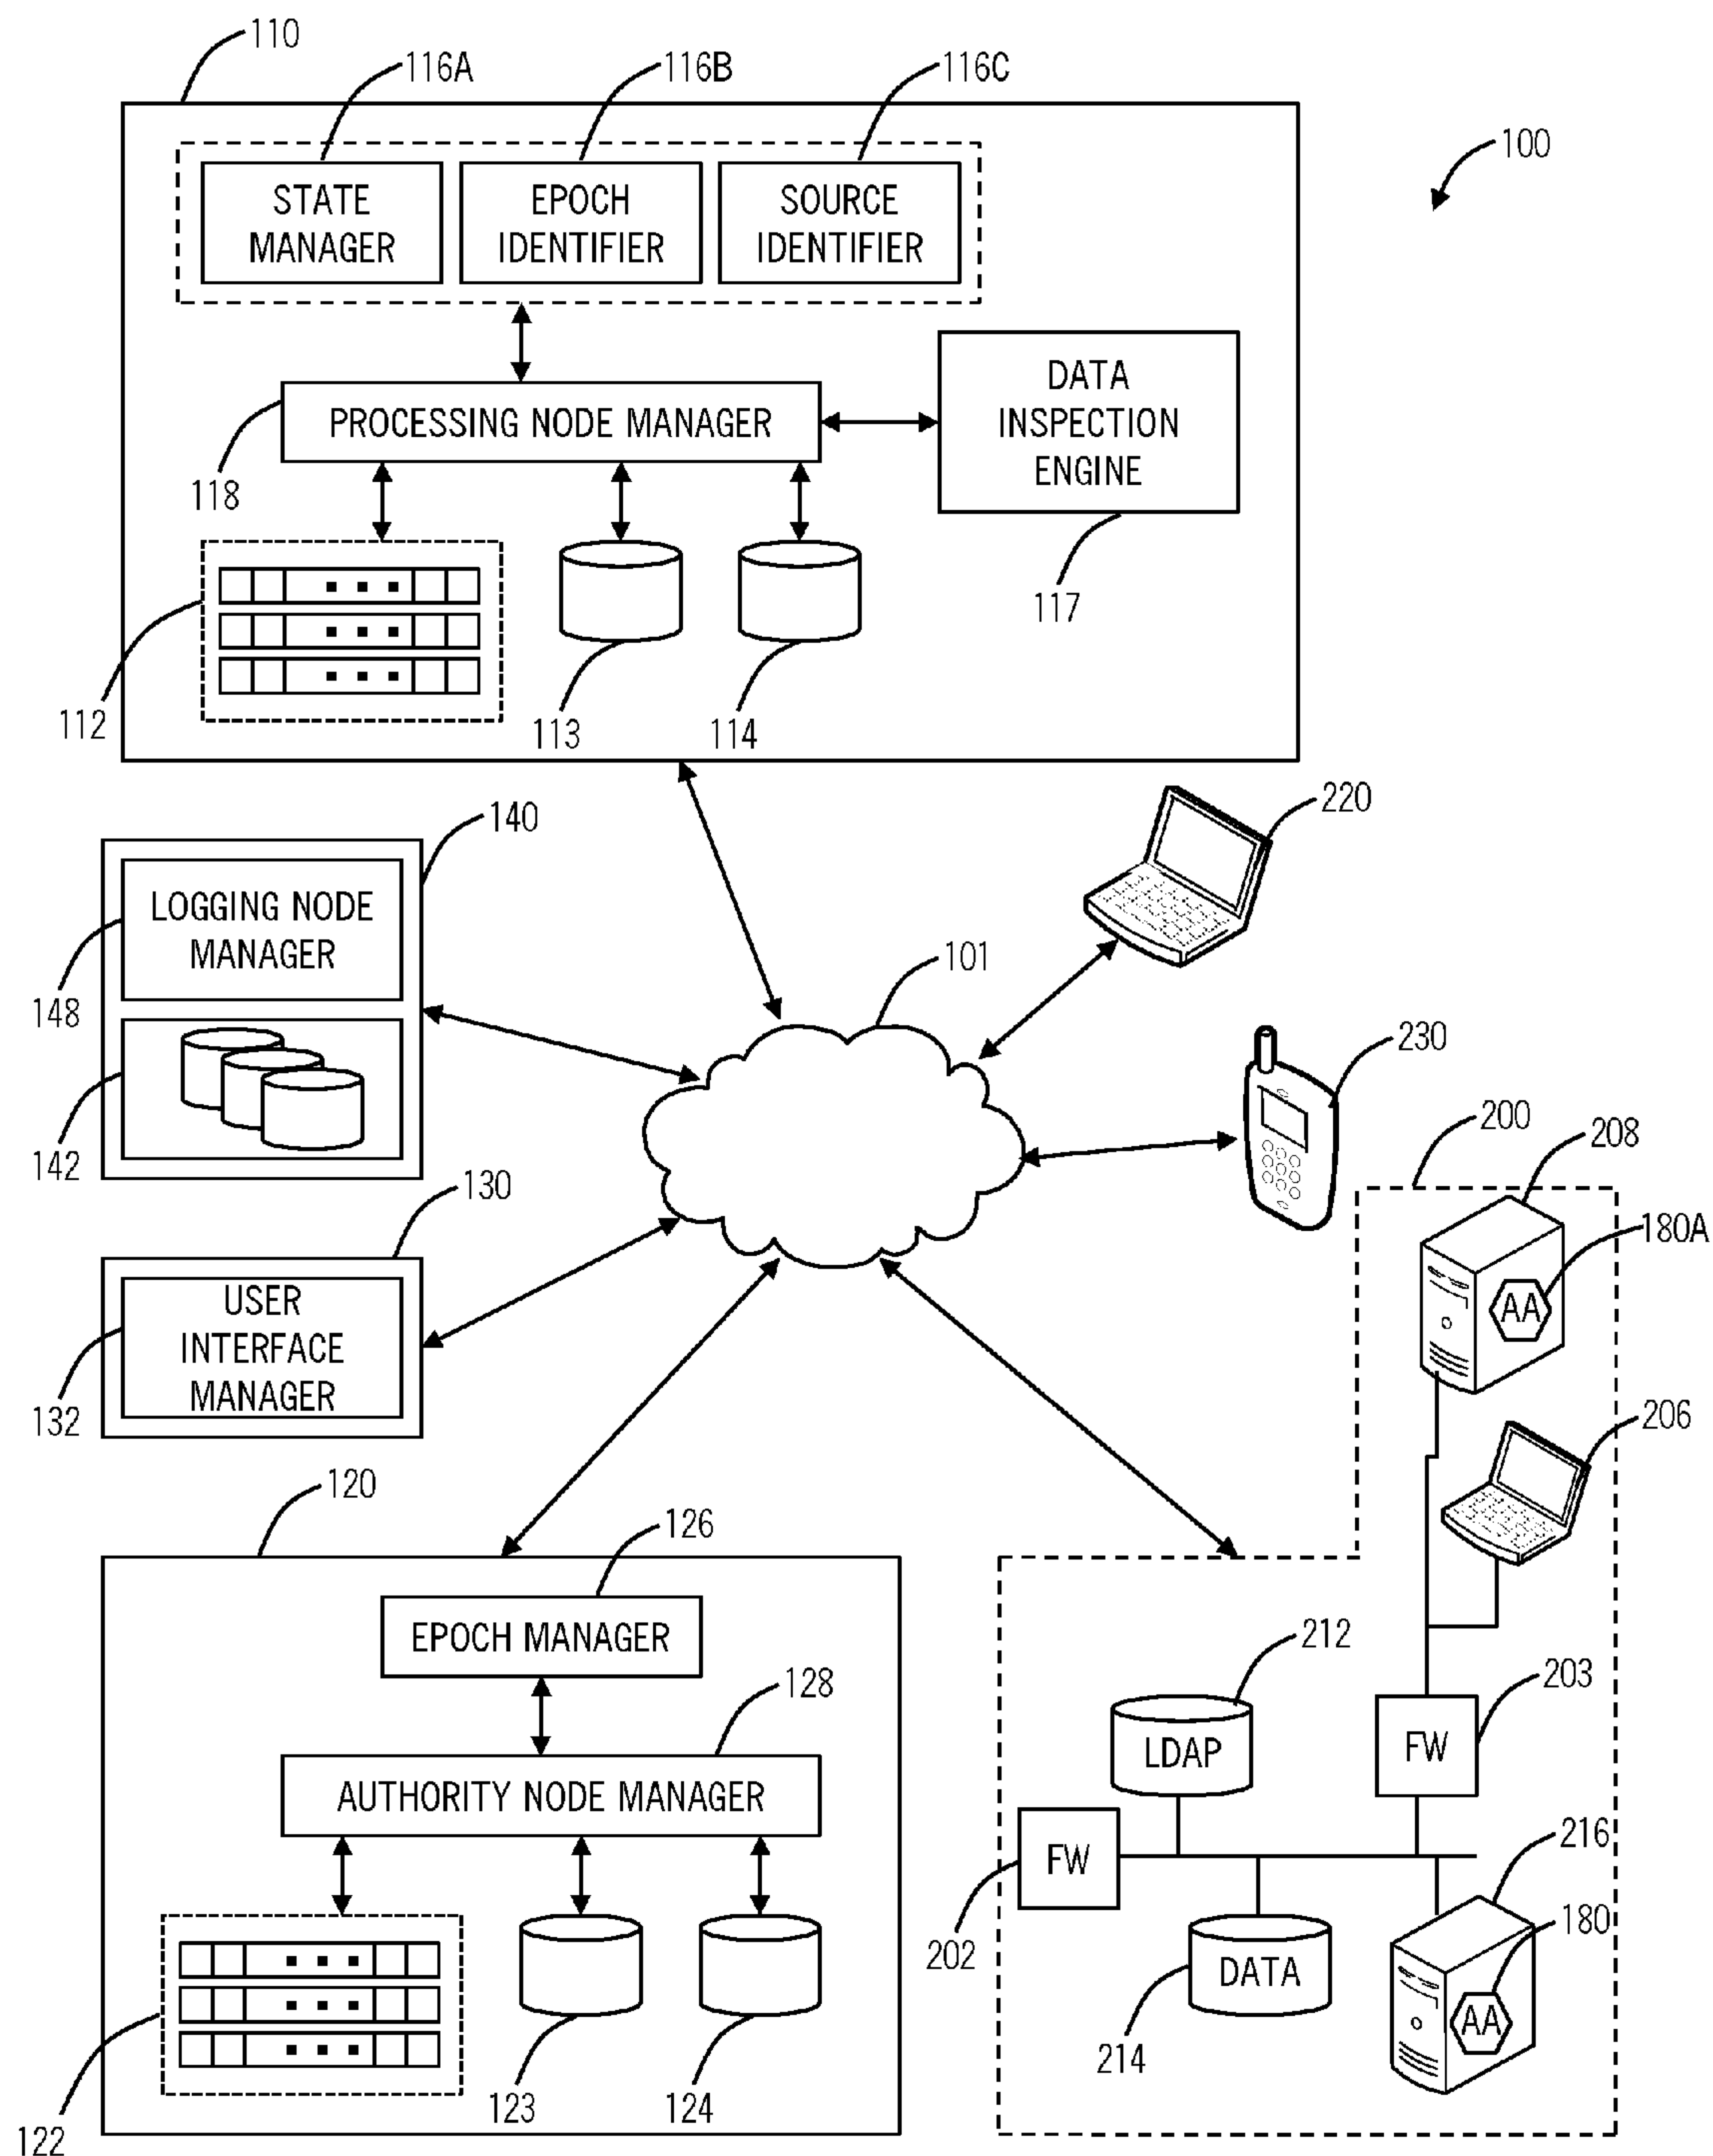 110
116A
116B
116C
100
STATE
MANAGER
EPOCH
IDENTIFIER
SOURCE
IDENTIFIER
DATA
INSPECTION
ENGINE
PROCESSING NODE MANAGER
118
117
112
113
114
220
140
LOGGING NODE
MANAGER
148
101
142
230
200
208
130
180A
AA
USER
INTERFACE
MANAGER
132
206
120
126
EPOCH MANAGER
212
203
128
LDAP
FW
AUTHORITY NODE MANAGER
216
FW
180
202
DATA
AA
214
123
124
122